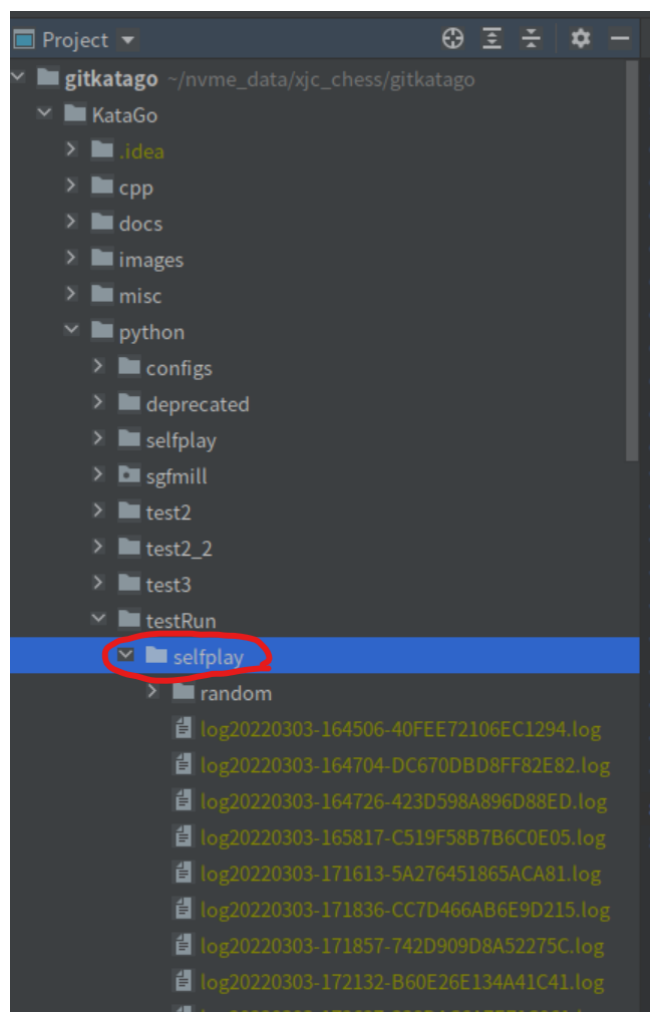 Project
gitkatago ~/nvme_data/xjc_chess/gitkatago
KataGo
.idea
cpp
docs
images
misc
python
configs
deprecated
selfplay
sgfmill
test2
test2_2
test3
testRun
selfplay
random
log20220303-164506-40FEE72106EC1294.log
log20220303-164704-DC670DBD8FF82E82.log
log20220303-164726-423D598A896D88ED.log
log20220303-165817-C519F58B7B6C0E05.log
log20220303-171613-5A276451865ACA81.log
log20220303-171836-CC7D466AB6E9D215.log
log20220303-171857-742D909D8A52275C.log
log20220303-172132-B60E26E134A41C41.log